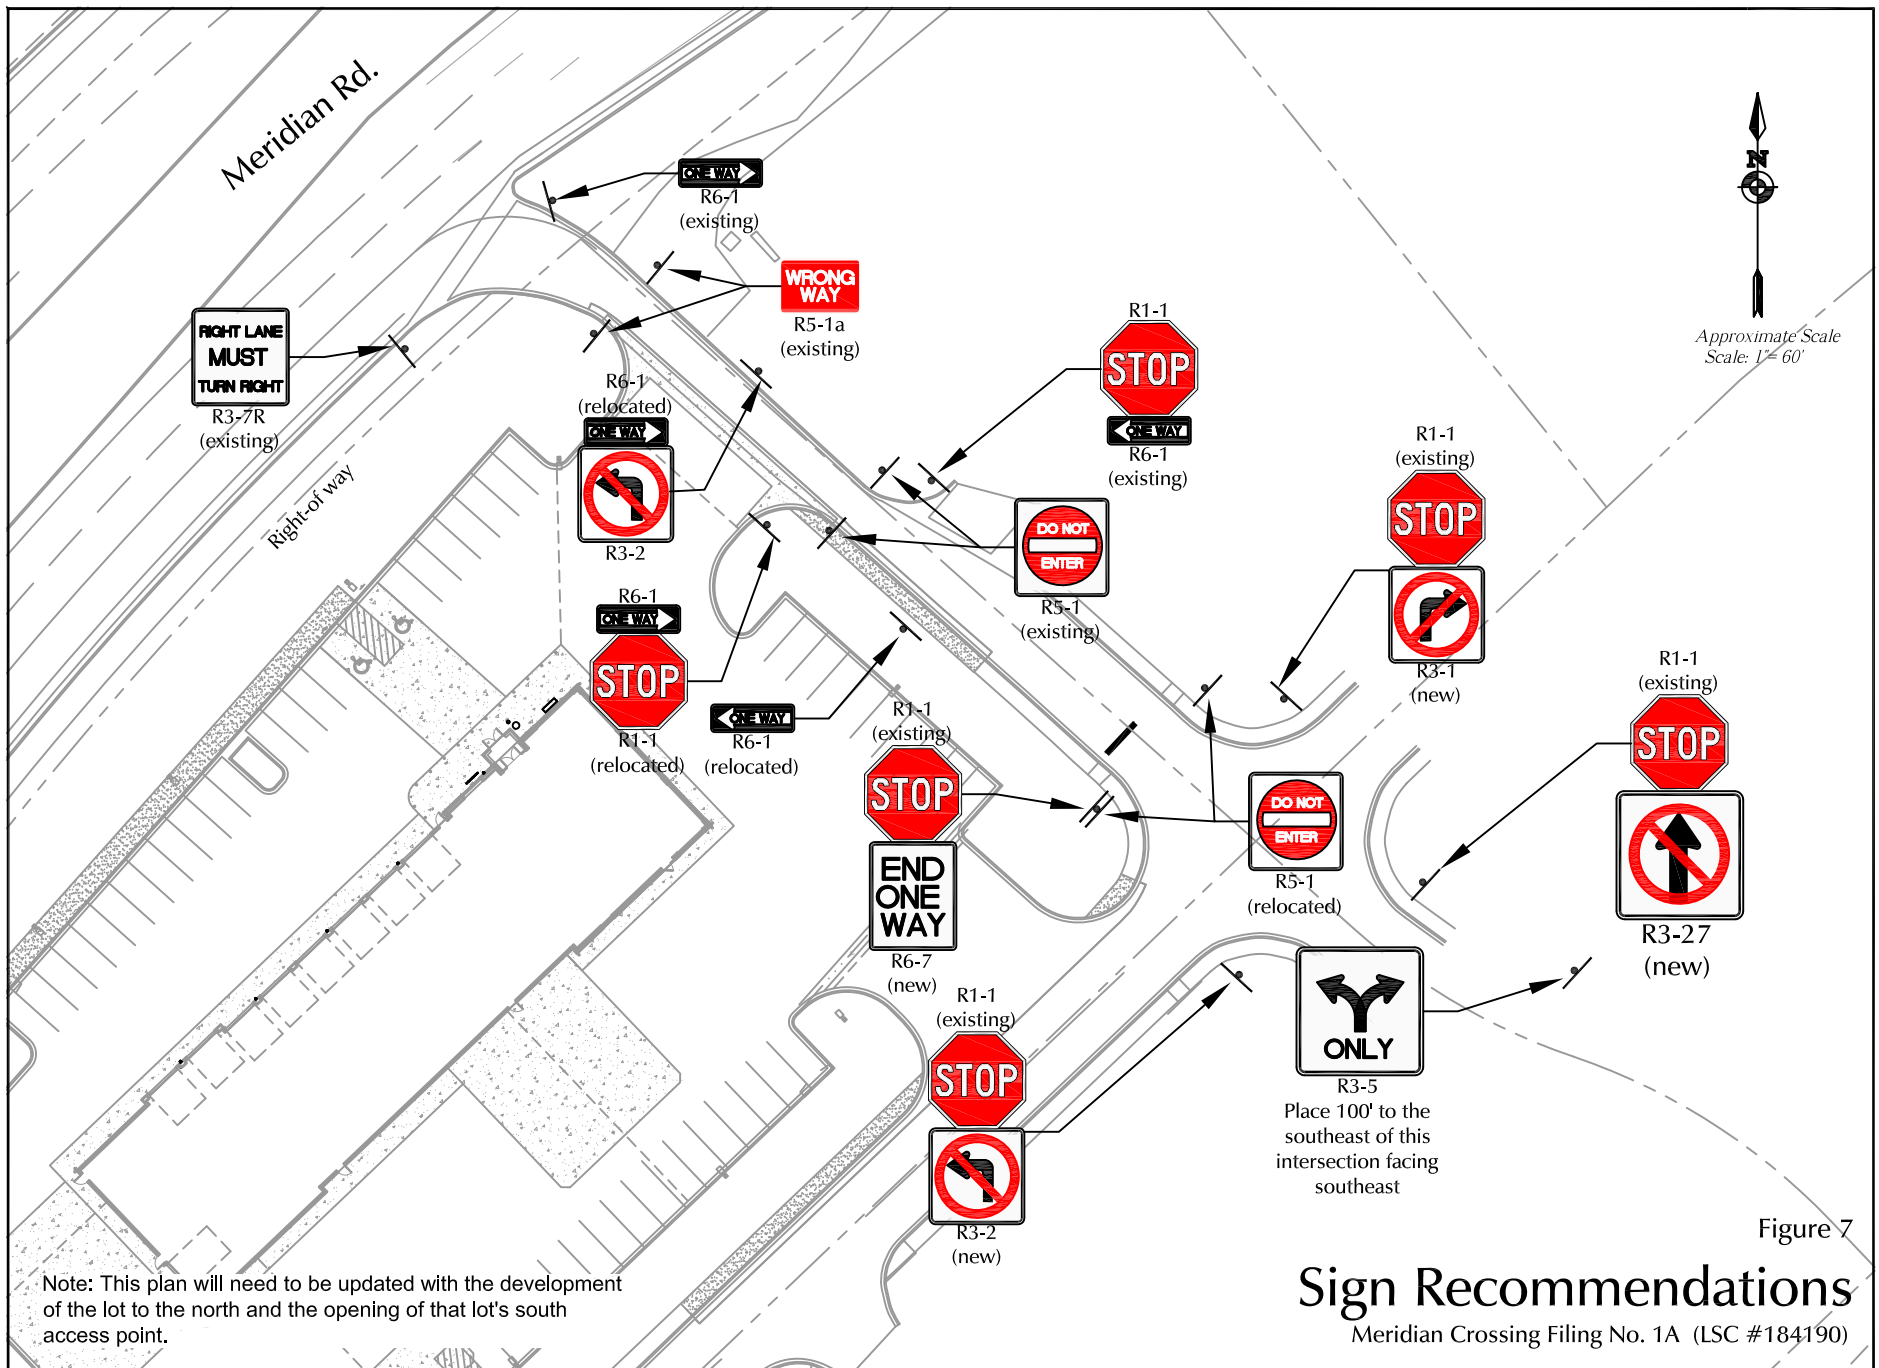 Meridian Rd.
ONE WAY
R6-1
(existing)
N
Approximate Scale
Scale: 1"= 60'
WRONG
WAY
R5-1a
(existing)
RIGHT LANE
MUST
TURN RIGHT
R3-7R
(existing)
R1-1
STOP
ONE WAY
R6-1
(existing)
R6-1
(relocated)
ONE WAY
R3-2
Right-of way
DO NOT
ENTER
R5-1
(existing)
R1-1
(existing)
STOP
R3-1
(new)
R6-1
ONE WAY
STOP
R1-1
(relocated)
ONE WAY
R6-1
(relocated)
R1-1
(existing)
STOP
END
ONE
WAY
R6-7
(new)
DO NOT
ENTER
R5-1
(relocated)
R1-1
(existing)
STOP
R3-27
(new)
R1-1
(existing)
STOP
R3-2
(new)
ONLY
R3-5
Place 100' to the
southeast of this
intersection facing
southeast
Note: This plan will need to be updated with the development
of the lot to the north and the opening of that lot's south
access point.
Figure 7
Sign Recommendations
Meridian Crossing Filing No. 1A (LSC #184190)